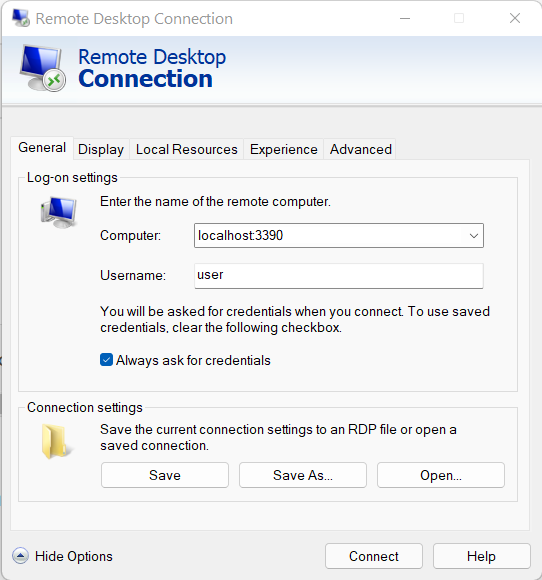 Remote Desktop Connection
Remote Desktop
Connection
General Display Local Resources Experience Advanced
Log-on settings
Enter the name of the remote computer.
Computer: localhost:3390
Username: user
You will be asked for credentials when you connect. To use saved
credentials, clear the following checkbox.
Always ask for credentials
Connection settings
Save the current connection settings to an RDP file or open a
saved connection.
Save Save As... Open...
Hide Options Connect Help